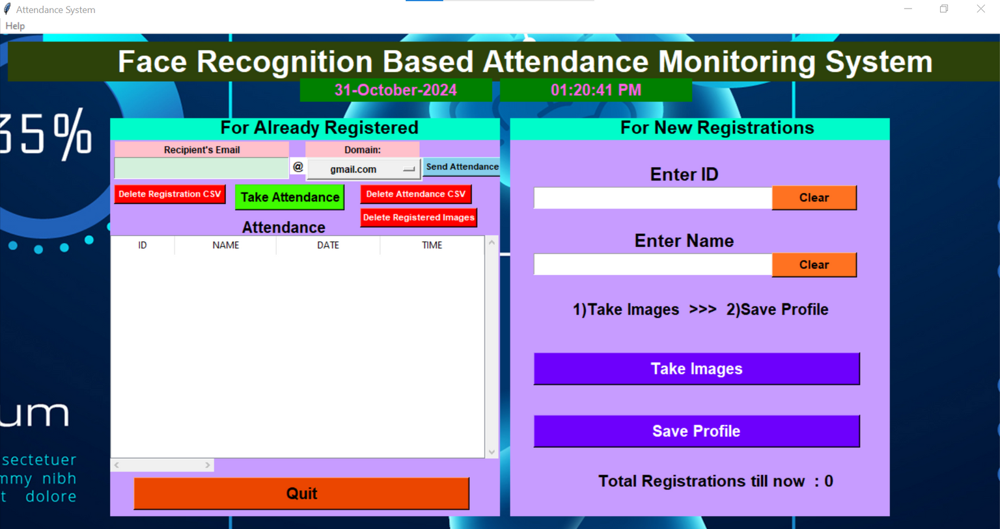 Attendance System
Help
Face Recognition Based Attendance Monitoring System
31-October-2024
01:20:41 PM
35%
For Already Registered
Recipient's Email
Domain:
@
gmail.com
Send Attendance
Delete Registration CSV
Take Attendance
Delete Attendance CSV
Delete Registered Images
Attendance
ID NAME DATE TIME
Quit
For New Registrations
Enter ID
Clear
Enter Name
Clear
1)Take Images >>> 2)Save Profile
Take Images
Save Profile
Total Registrations till now : 0
um
sectetuer
mmy nibh
t dolore